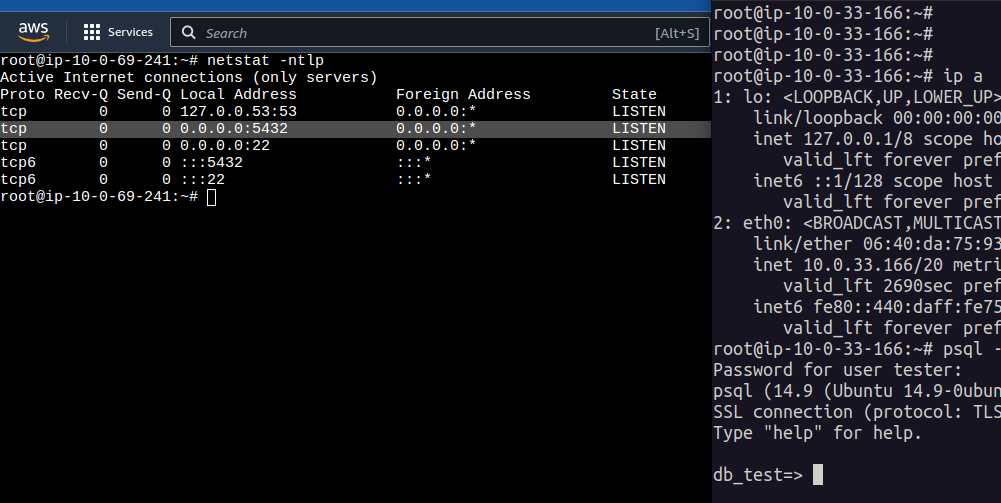 aws
Services
Search
[Alt+S]
root@ip-10-0-69-241:~# netstat -ntlp
Active Internet connections (only servers)
Proto Recv-Q Send-Q Local Address           Foreign Address         State
tcp        0      0 127.0.0.53:53           0.0.0.0:*               LISTEN
tcp        0      0 0.0.0.0:5432            0.0.0.0:*               LISTEN
tcp        0      0 0.0.0.0:22              0.0.0.0:*               LISTEN
tcp6       0      0 :::5432                 :::*                    LISTEN
tcp6       0      0 :::22                   :::*                    LISTEN
root@ip-10-0-69-241:~#
root@ip-10-0-33-166:~#
root@ip-10-0-33-166:~#
root@ip-10-0-33-166:~#
root@ip-10-0-33-166:~# ip a
1: lo: <LOOPBACK,UP,LOWER_UP>
    link/loopback 00:00:00:00
    inet 127.0.0.1/8 scope ho
       valid_lft forever pref
    inet6 ::1/128 scope host
       valid_lft forever pref
2: eth0: <BROADCAST,MULTICAST
    link/ether 06:40:da:75:93
    inet 10.0.33.166/20 metri
       valid_lft 2690sec pref
    inet6 fe80::440:daff:fe75
       valid_lft forever pref
root@ip-10-0-33-166:~# psql -
Password for user tester:
psql (14.9 (Ubuntu 14.9-0ubun
SSL connection (protocol: TLS
Type "help" for help.
db_test=>